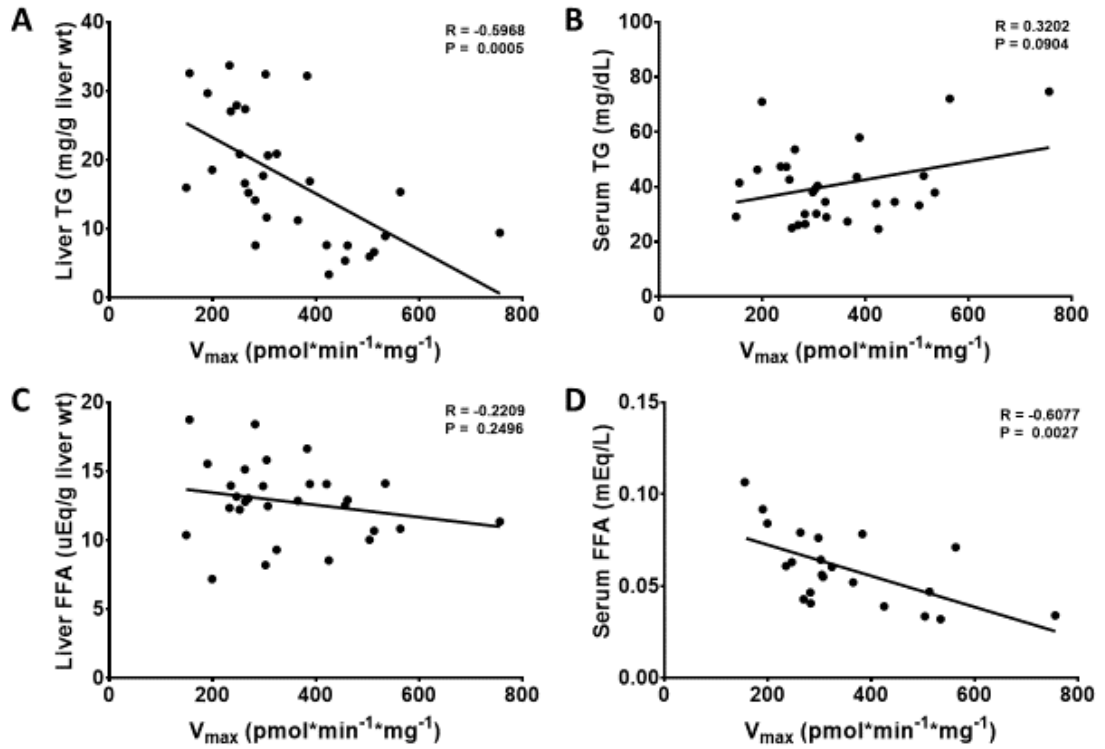 A
R = -0.5968
P = 0.0005
Liver TG (mg/g liver wt)
40
30
20
10
0
0 200 400 600 800
Vmax (pmol*min-1*mg-1)
B
R = 0.3202
P = 0.0904
Serum TG (mg/dL)
100
80
60
40
20
0
0 200 400 600 800
Vmax (pmol*min-1*mg-1)
C
R = -0.2209
P = 0.2496
Liver FFA (uEq/g liver wt)
20
15
10
5
0
0 200 400 600 800
Vmax (pmol*min-1*mg-1)
D
R = -0.6077
P = 0.0027
Serum FFA (mEq/L)
0.15
0.10
0.05
0.00
0 200 400 600 800
Vmax (pmol*min-1*mg-1)